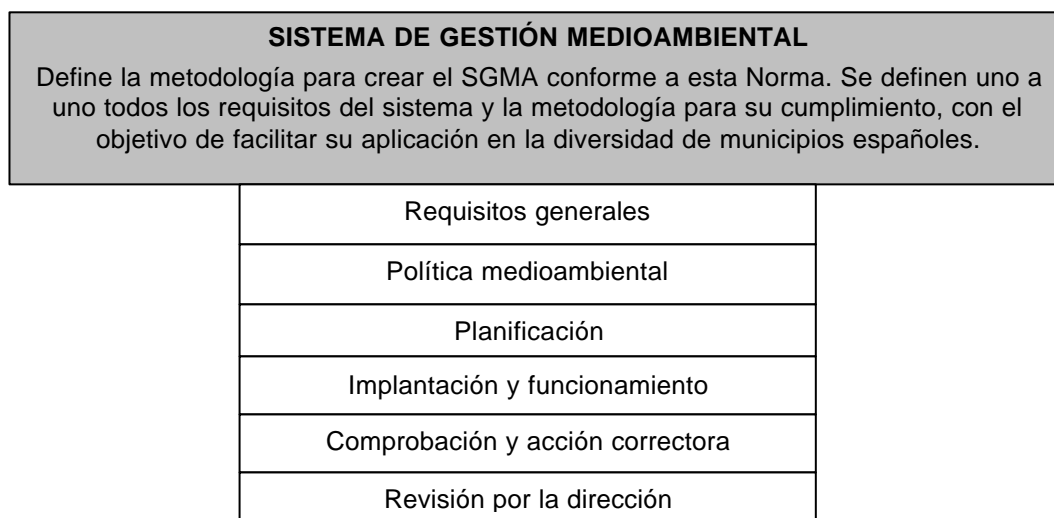 SISTEMA DE GESTIÓN MEDIOAMBIENTAL
Define la metodología para crear el SGMA conforme a esta Norma. Se definen uno a
uno todos los requisitos del sistema y la metodología para su cumplimiento, con el
objetivo de facilitar su aplicación en la diversidad de municipios españoles.
Requisitos generales
Política medioambiental
Planificación
Implantación y funcionamiento
Comprobación y acción correctora
Revisión por la dirección